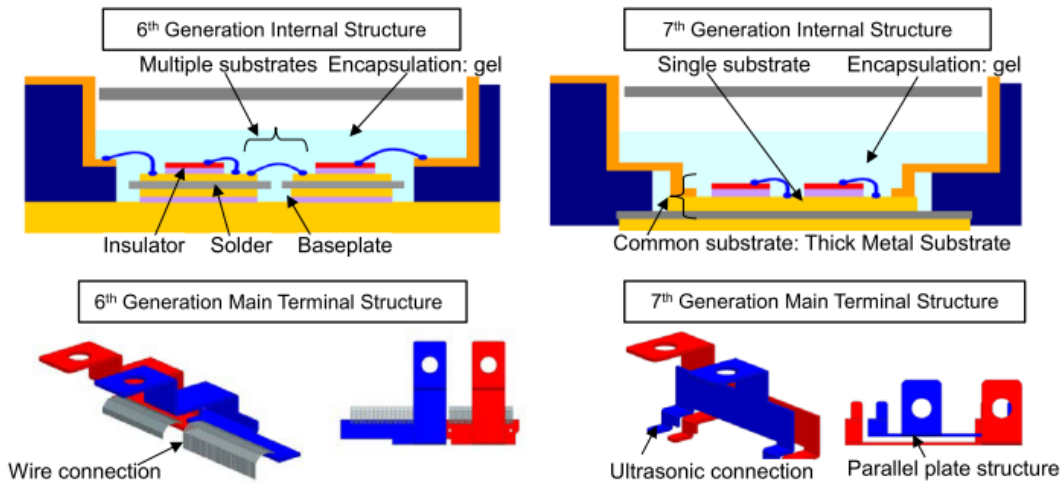 6th Generation Internal Structure
7th Generation Internal Structure
Multiple substrates Encapsulation: gel
Single substrate Encapsulation: gel
Insulator Solder Baseplate
Common substrate: Thick Metal Substrate
6th Generation Main Terminal Structure
7th Generation Main Terminal Structure
Wire connection
Ultrasonic connection
Parallel plate structure